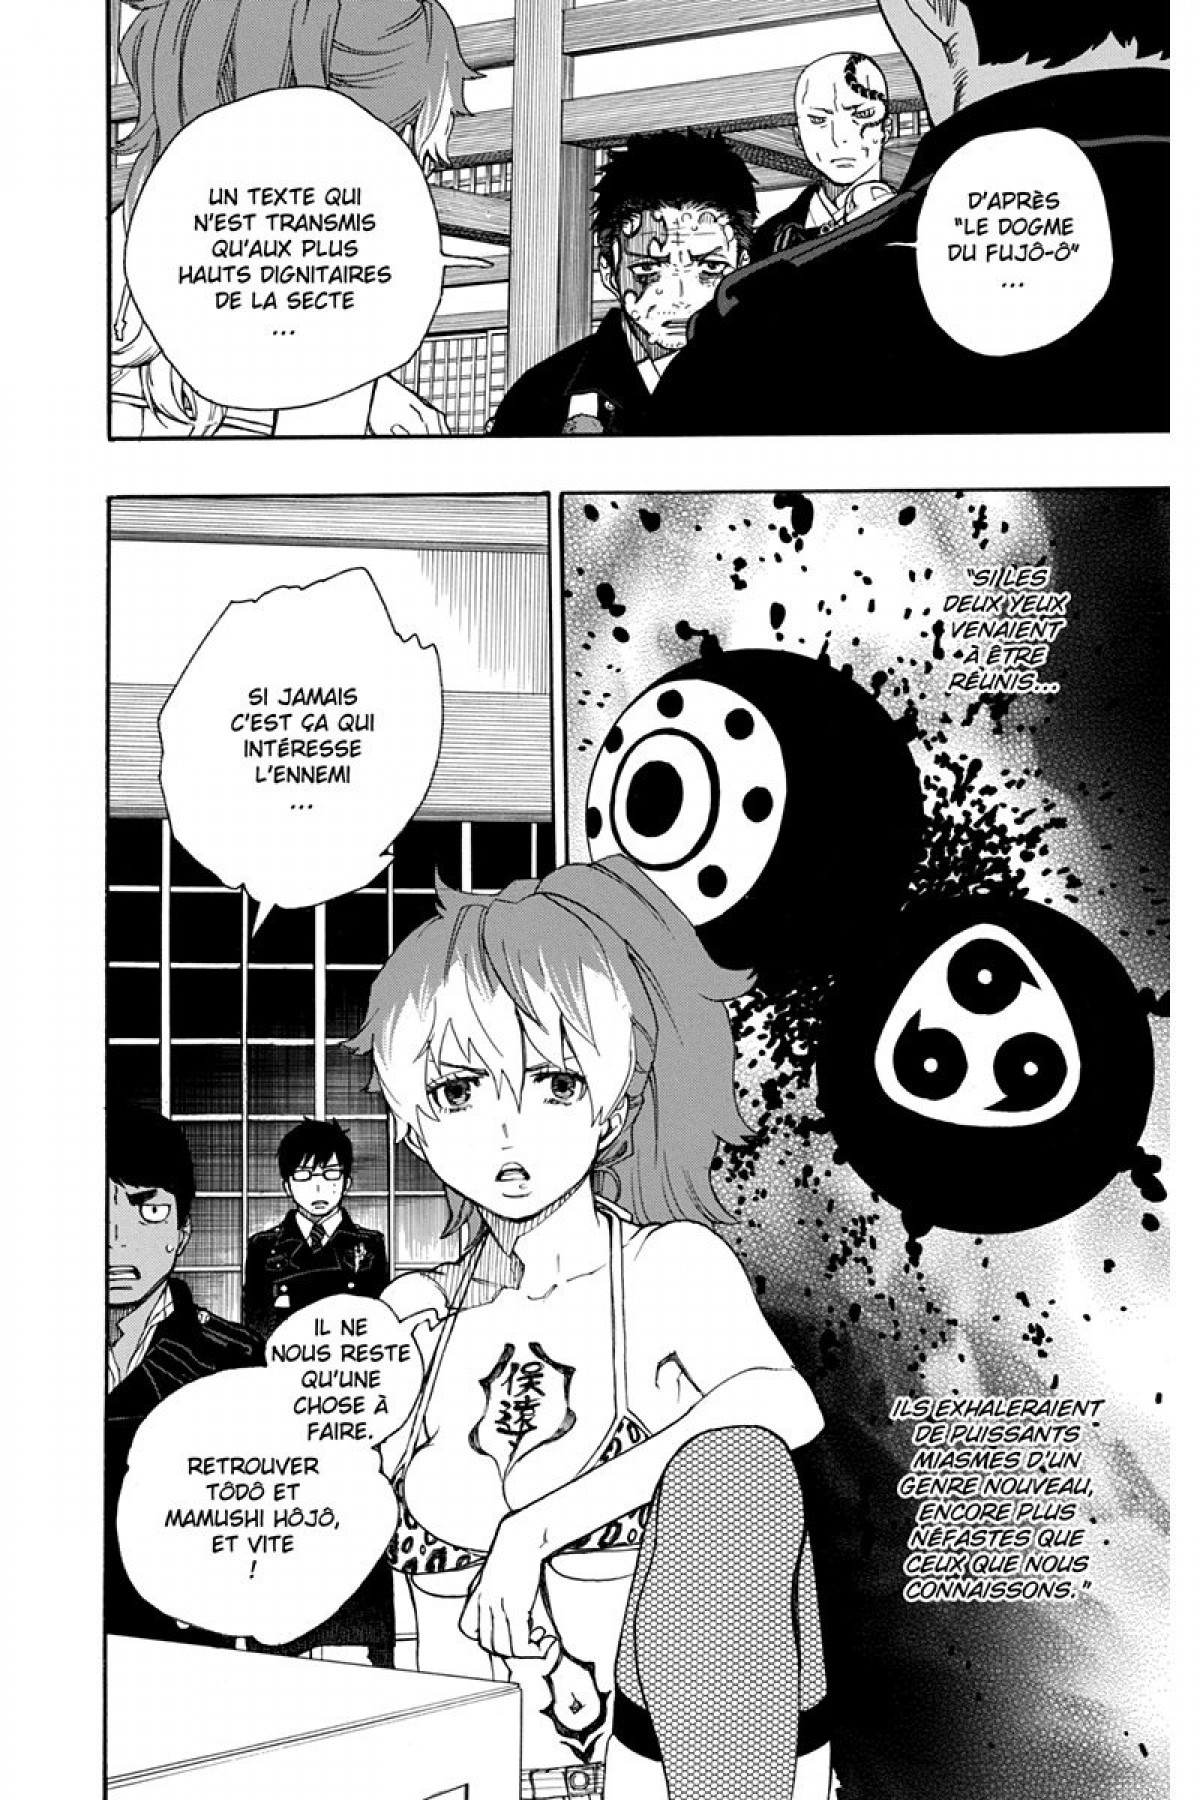 D'APRÈS
"LE DOGME
DU FUJÔ-Ô"
...
UN TEXTE QUI
N'EST TRANSMIS
QU'AUX PLUS
HAUTS DIGNITAIRES
DE LA SECTE
...
"SI LES
DEUX YEUX
VENAIENT
À ÊTRE
RÉUNIS...
ILS EXHALERAIENT
DE PUISSANTS
MIASMES D'UN
GENRE NOUVEAU,
ENCORE PLUS
NÉFASTES QUE
CEUX QUE NOUS
CONNAISSONS."
SI JAMAIS
C'EST ÇA QUI
INTÉRESSE
L'ENNEMI
...
IL NE
NOUS RESTE
QU'UNE
CHOSE À
FAIRE.
RETROUVER
TÔDÔ ET
MAMUSHI HÔJÔ,
ET VITE
!